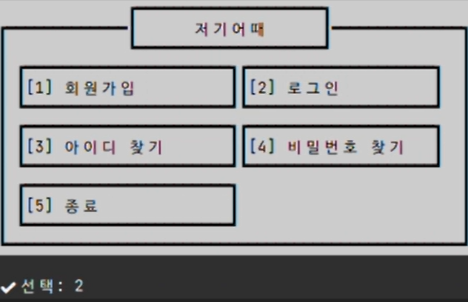 저기어때
[1] 회원가입 [2] 로그인
[3] 아이디 찾기 [4] 비밀번호 찾기
[5] 종료
✔ 선택: 2